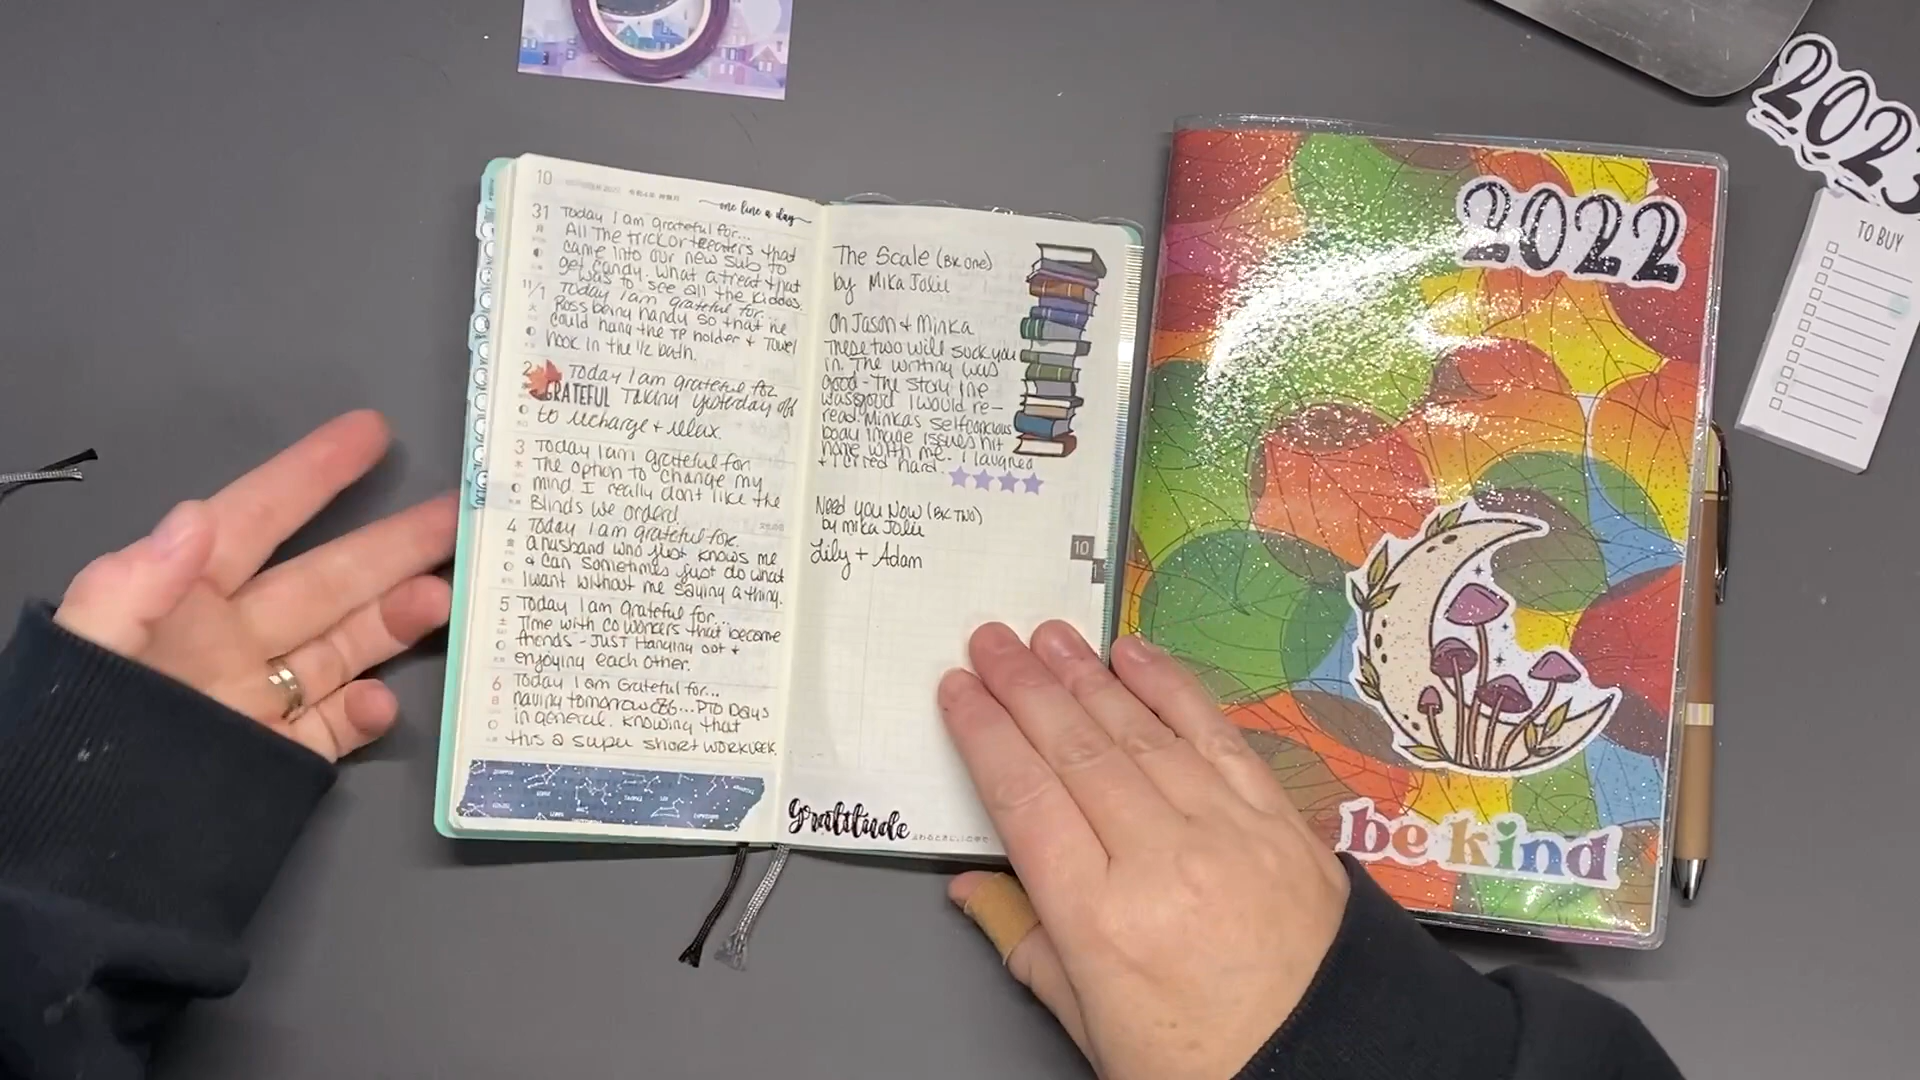 10
one line a day
31 Today I am grateful for...
All the trickortreaters that
came into our new sub to
get candy. What a treat that
was to see all the kiddos.
11/1 Today I am grateful for.
Ross being handy so that he
could hang the TP holder + Towel
hook in the 1/2 bath.
2 Today I am grateful for
GRATEFUL Taking yesterday off
to recharge + relax.
3 Today I am grateful for
The option to change my
mind. I really dont like the
Blinds we orderd
4 Today I am grateful for.
a husband who just knows me
+ can sometimes just do what
I want without me saying a thing.
5 Today I am grateful for...
Time with coworkers that become
friends - JUST Hanging out +
enjoying each other.
6 Today I am Grateful for...
having tomorrow off...PTO Days
in general. Knowing that
this a super short workweek.
The Scale (BK one)
by Mika Jolie
Oh Jason + Minka
These two will suck you
in. The writing was
good - The story line
was good I would re-
read. Minka's selfconcious
body image issues hit
home with me. I laughed
+ I cried hard.
Need you Now (BK TWO)
by Mika Jolie
Lily + Adam
10
gratitude
2022
be kind
2023
TO BUY